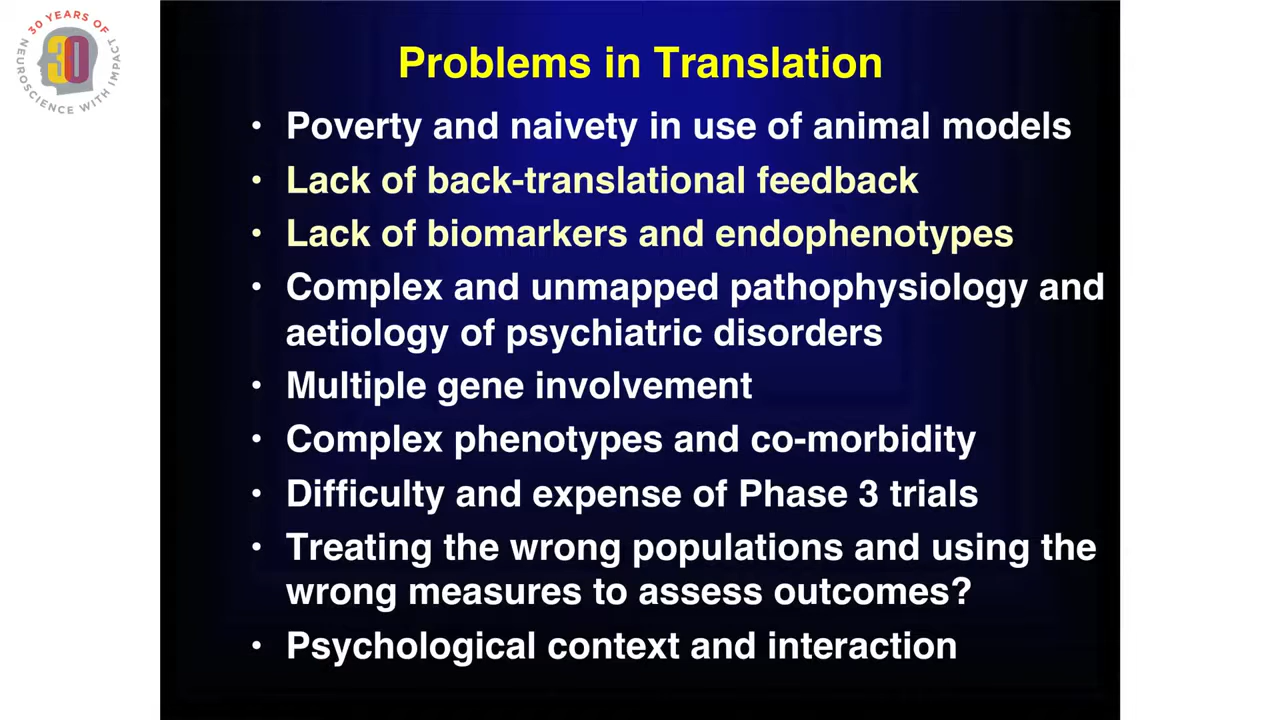 30 YEARS OF
30
NEUROSCIENCE WITH IMPACT
Problems in Translation
• Poverty and naivety in use of animal models
• Lack of back-translational feedback
• Lack of biomarkers and endophenotypes
• Complex and unmapped pathophysiology and
aetiology of psychiatric disorders
• Multiple gene involvement
• Complex phenotypes and co-morbidity
• Difficulty and expense of Phase 3 trials
• Treating the wrong populations and using the
wrong measures to assess outcomes?
• Psychological context and interaction